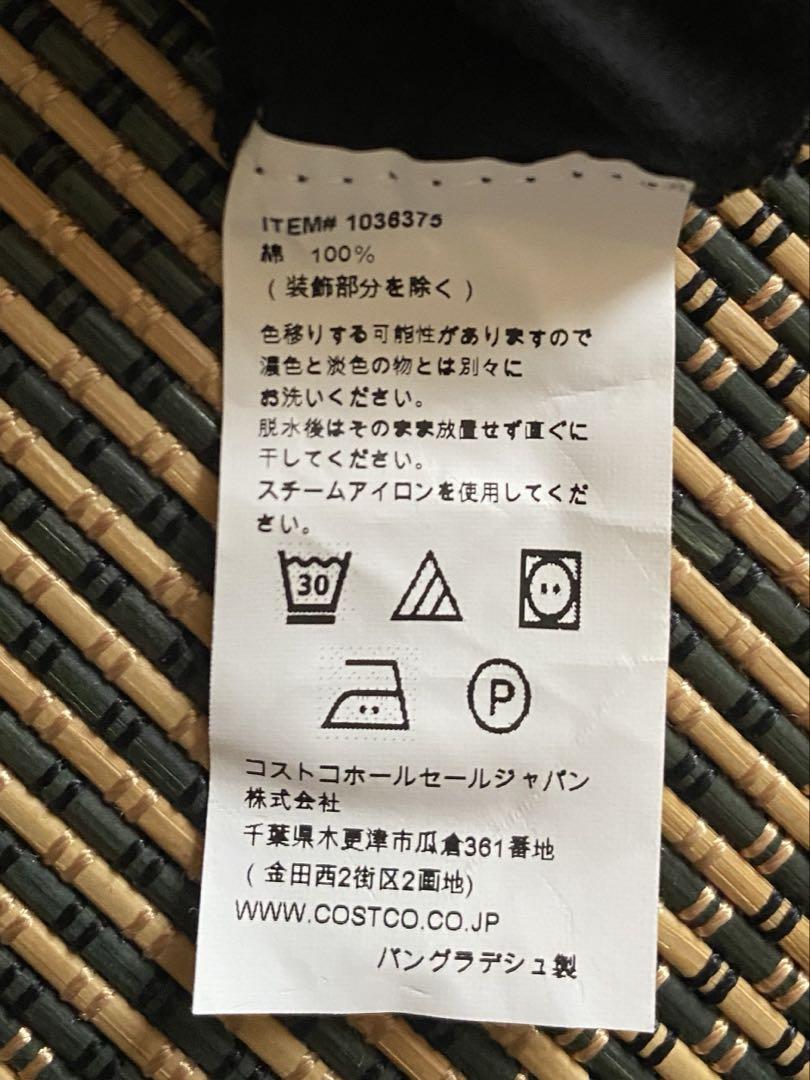 ITEM# 1036375
綿 100%
(装飾部分を除く)
色移りする可能性がありますので
濃色と淡色の物とは別々に
お洗いください。
脱水後はそのまま放置せず直ぐに
干してください。
スチームアイロンを使用してくだ
さい。
30
P
コストコホールセールジャパン
株式会社
千葉県木更津市瓜倉361番地
(金田西2街区2画地)
WWW.COSTCO.CO.JP
バングラデシュ製